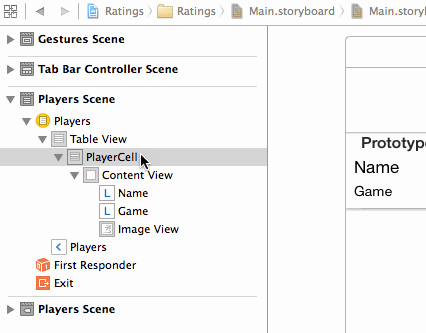 Ratings Ratings Main.storyboard Main.story
Gestures Scene
Tab Bar Controller Scene
Players Scene
Players
Table View
PlayerCell
Content View
L Name
L Game
Image View
Players
First Responder
Exit
Players Scene
Prototype
Name
Game